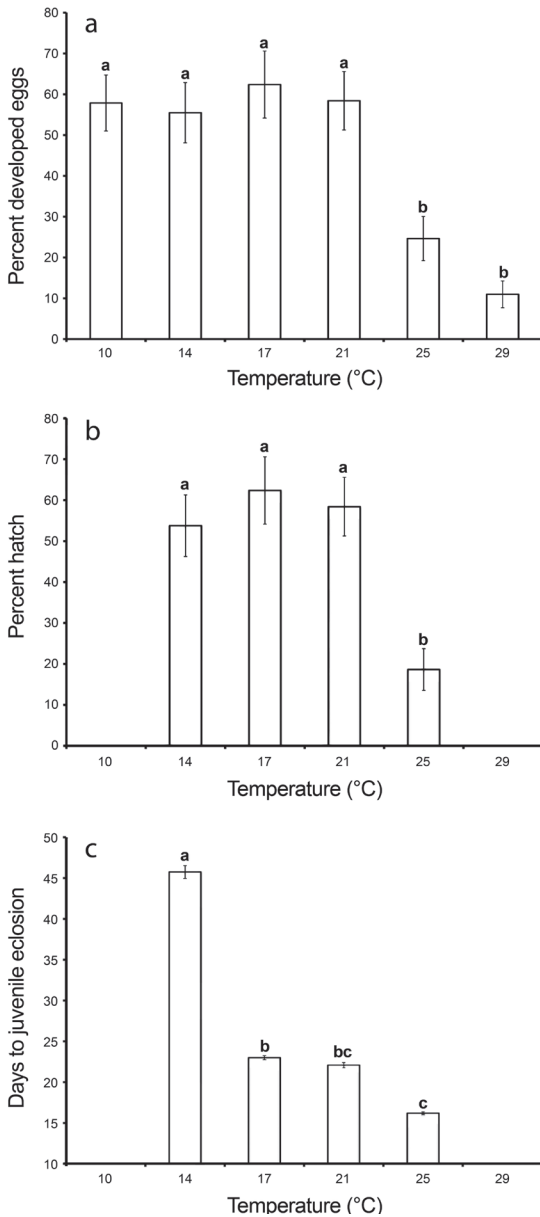 a
Percent developed eggs
80
70
60
50
40
30
20
10
0
a
a
a
a
b
b
10 14 17 21 25 29
Temperature (°C)
b
Percent hatch
80
70
60
50
40
30
20
10
0
a
a
a
b
10 14 17 21 25 29
Temperature (°C)
c
Days to juvenile eclosion
50
45
40
35
30
25
20
15
10
a
b
bc
c
10 14 17 21 25 29
Temperature (°C)